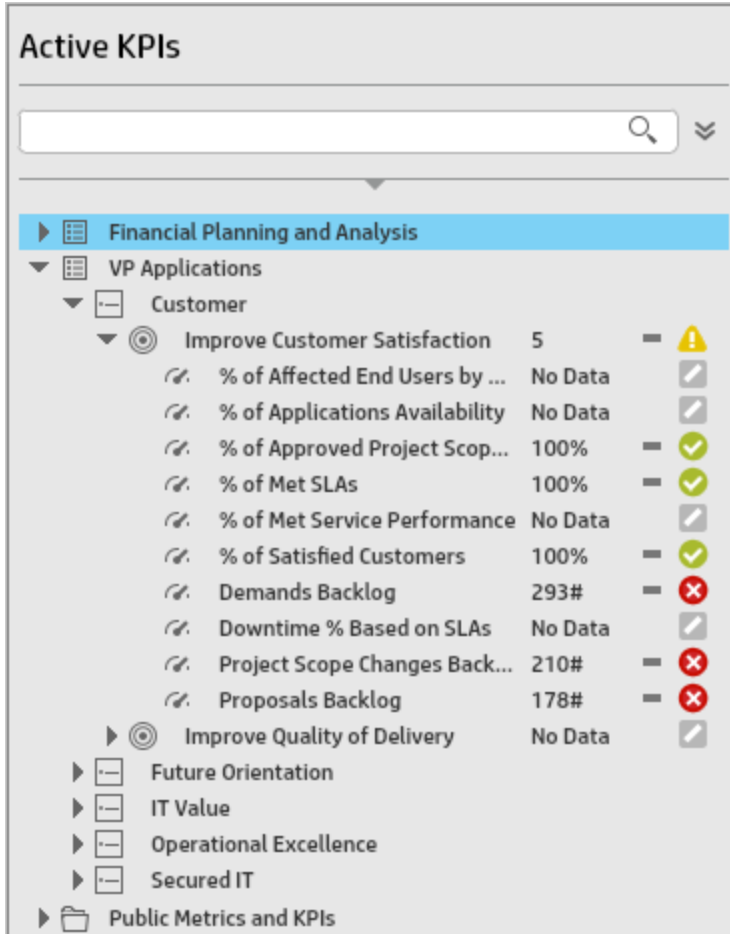 Active KPIs
Financial Planning and Analysis
VP Applications
Customer
Improve Customer Satisfaction 5
% of Affected End Users by ... No Data
% of Applications Availability No Data
% of Approved Project Scop... 100%
% of Met SLAs 100%
% of Met Service Performance No Data
% of Satisfied Customers 100%
Demands Backlog 293#
Downtime % Based on SLAs No Data
Project Scope Changes Back... 210#
Proposals Backlog 178#
Improve Quality of Delivery No Data
Future Orientation
IT Value
Operational Excellence
Secured IT
Public Metrics and KPIs